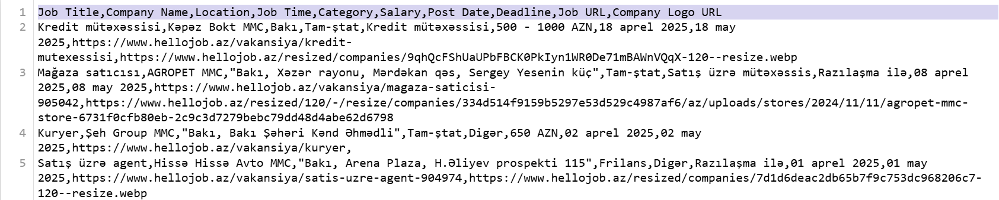 1 Job Title,Company Name,Location,Job Time,Category,Salary,Post Date,Deadline,Job URL,Company Logo URL
2 Kredit mütəxəssisi,Kəpəz Bokt MMC,Bakı,Tam-ştat,Kredit mütəxəssisi,500 - 1000 AZN,18 aprel 2025,18 may
2025,https://www.hellojob.az/vakansiya/kredit-
mutexessisi,https://www.hellojob.az/resized/companies/9qhQcFShUaUPbFBCK0PkIyn1WR0De71mBAWnVQqX-120--resize.webp
3 Mağaza satıcısı,AGROPET MMC,"Bakı, Xəzər rayonu, Mərdəkan qəs, Sergey Yesenin küç",Tam-ştat,Satış üzrə mütəxəssis,Razılaşma ilə,08 aprel
2025,08 may 2025,https://www.hellojob.az/vakansiya/magaza-saticisi-
905042,https://www.hellojob.az/resized/120/-/resize/companies/334d514f9159b5297e53d529c4987af6/az/uploads/stores/2024/11/11/agropet-mmc-
store-6731f0cfb80eb-2c9c3d7279bebc79dd48d4abe62d6798
4 Kuryer,Şeh Group MMC,"Bakı, Bakı Şəhəri Kənd Əhmədli",Tam-ştat,Digər,650 AZN,02 aprel 2025,02 may
2025,https://www.hellojob.az/vakansiya/kuryer,
5 Satış üzrə agent,Hissə Hissə Avto MMC,"Bakı, Arena Plaza, H.Əliyev prospekti 115",Frilans,Digər,Razılaşma ilə,01 aprel 2025,01 may
2025,https://www.hellojob.az/vakansiya/satis-uzre-agent-904974,https://www.hellojob.az/resized/companies/7d1d6deac2db65b7f9c753dc968206c7-
120--resize.webp